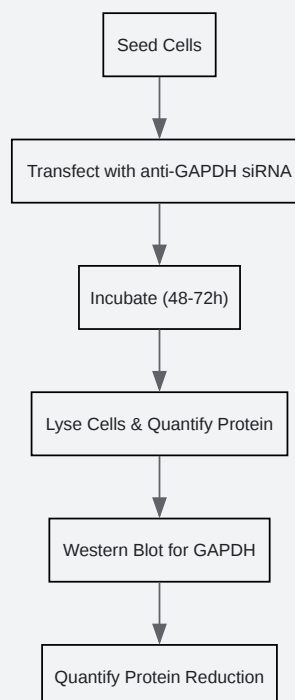 Seed Cells
Transfect with anti-GAPDH siRNA
Incubate (48-72h)
Lyse Cells & Quantify Protein
Western Blot for GAPDH
Quantify Protein Reduction